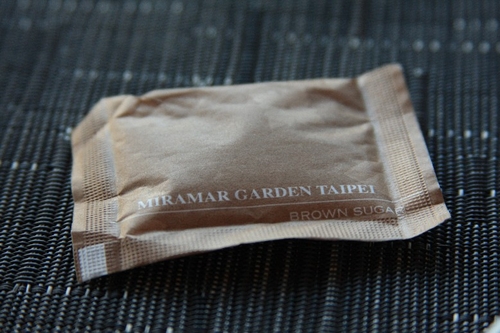 MIRAMAR GARDEN TAIPEI
BROWN SUGAR